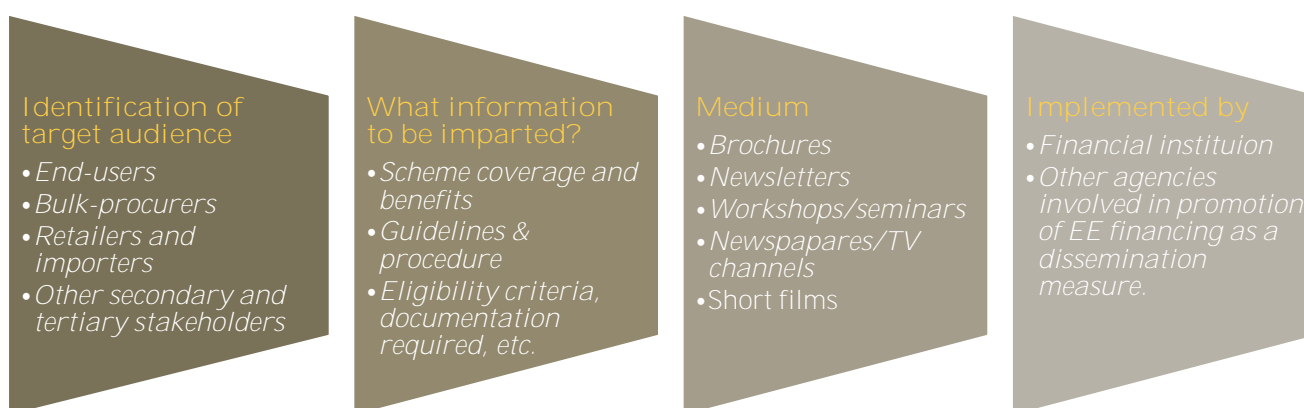 Identification of
target audience
• End-users
• Bulk-procurers
• Retailers and
importers
• Other secondary and
tertiary stakeholders
What information
to be imparted?
• Scheme coverage and
benefits
• Guidelines &
procedure
• Eligibility criteria,
documentation
required, etc.
Medium
• Brochures
• Newsletters
• Workshops/seminars
• Newspapares/TV
channels
• Short films
Implemented by
• Financial instituion
• Other agencies
involved in promotion
of EE financing as a
dissemination
measure.